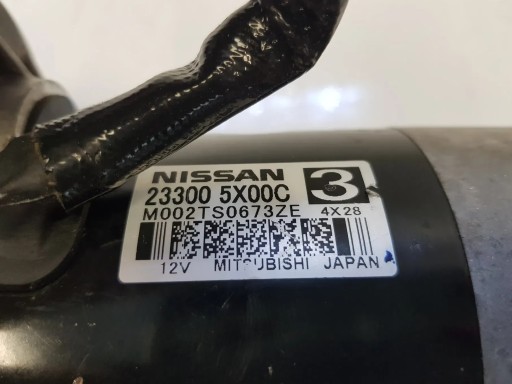 NISSAN
23300 5X00C 3
M002TS0673ZE 4X28
12V MITSUBISHI JAPAN